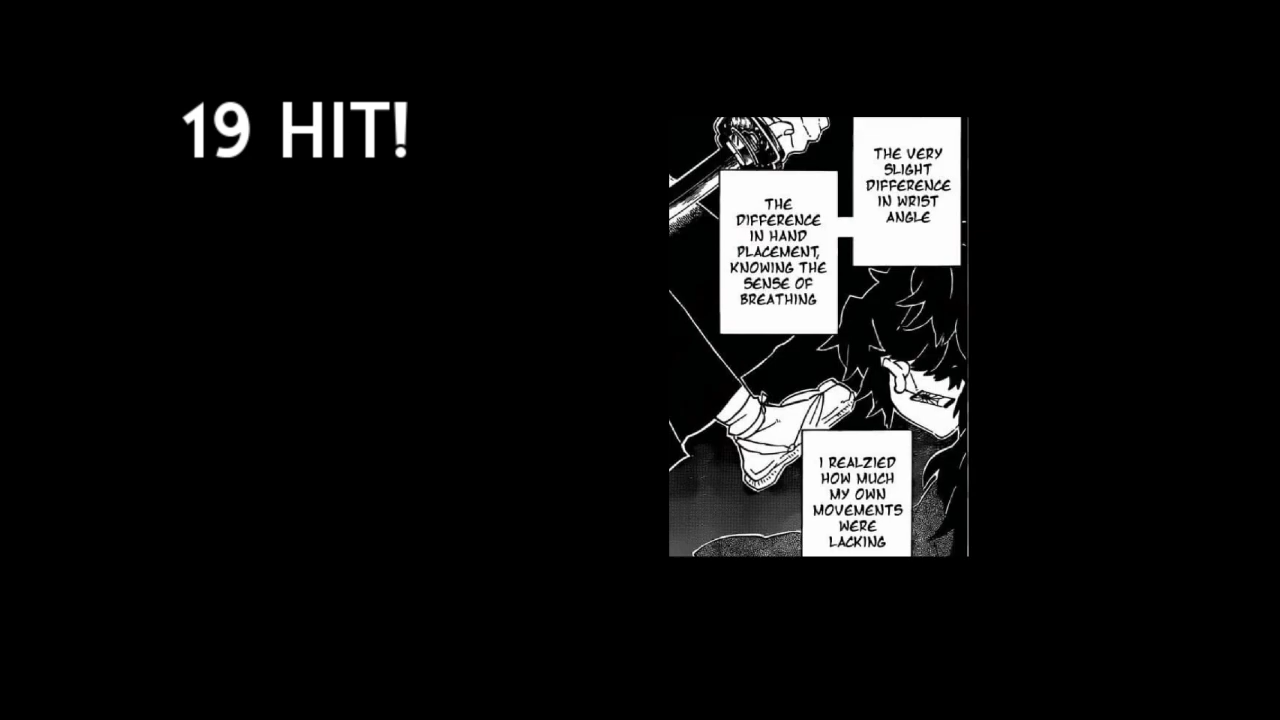 19 HIT!
THE VERY
SLIGHT
DIFFERENCE
IN WRIST
ANGLE
THE
DIFFERENCE
IN HAND
PLACEMENT,
KNOWING THE
SENSE OF
BREATHING
I REALZIED
HOW MUCH
MY OWN
MOVEMENTS
WERE
LACKING